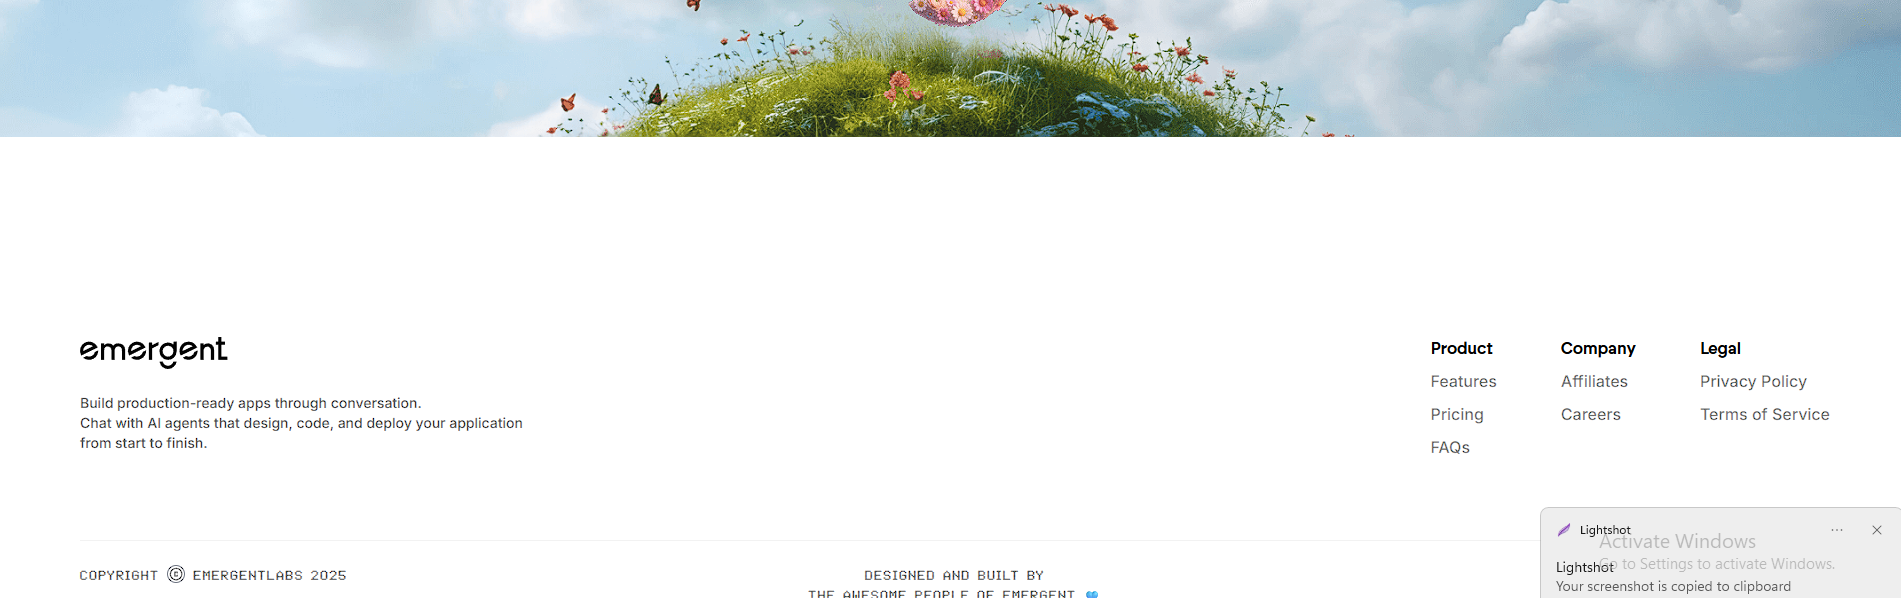 emergent
Build production-ready apps through conversation.
Chat with AI agents that design, code, and deploy your application
from start to finish.
Product
Features
Pricing
FAQs
Company
Affiliates
Careers
Legal
Privacy Policy
Terms of Service
COPYRIGHT © EMERGENTLABS 2025
DESIGNED AND BUILT BY
THE AWESOME PEOPLE OF EMERGENT 🩵
Lightshot
Activate Windows
Go to Settings to activate Windows.
Lightshot
Your screenshot is copied to clipboard